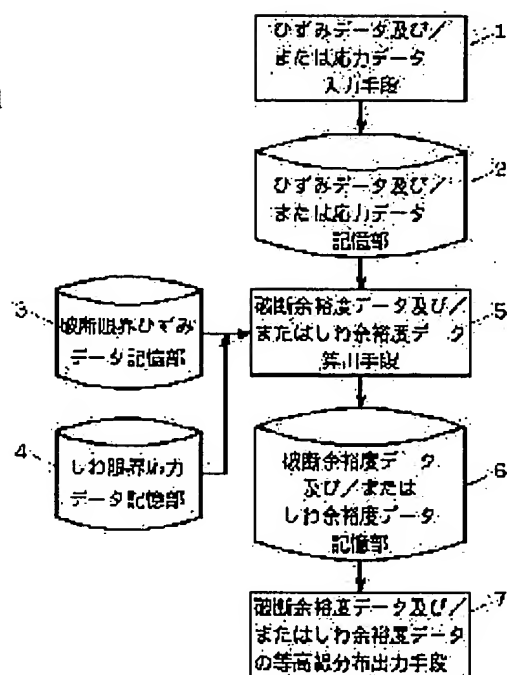 ひずみデータ及び/
または応力データ
入力手段
1
ひずみデータ及び/
または応力データ
記憶部
2
破断限界ひずみ
データ記憶部
3
破断余裕度データ及び/
またはしわ余裕度データ
算出手段
5
しわ限界応力
データ記憶部
4
破断余裕度データ
及び/または
しわ余裕度データ
記憶部
6
破断余裕度データ及び/
またはしわ余裕度データ
の等高線分布出力手段
7